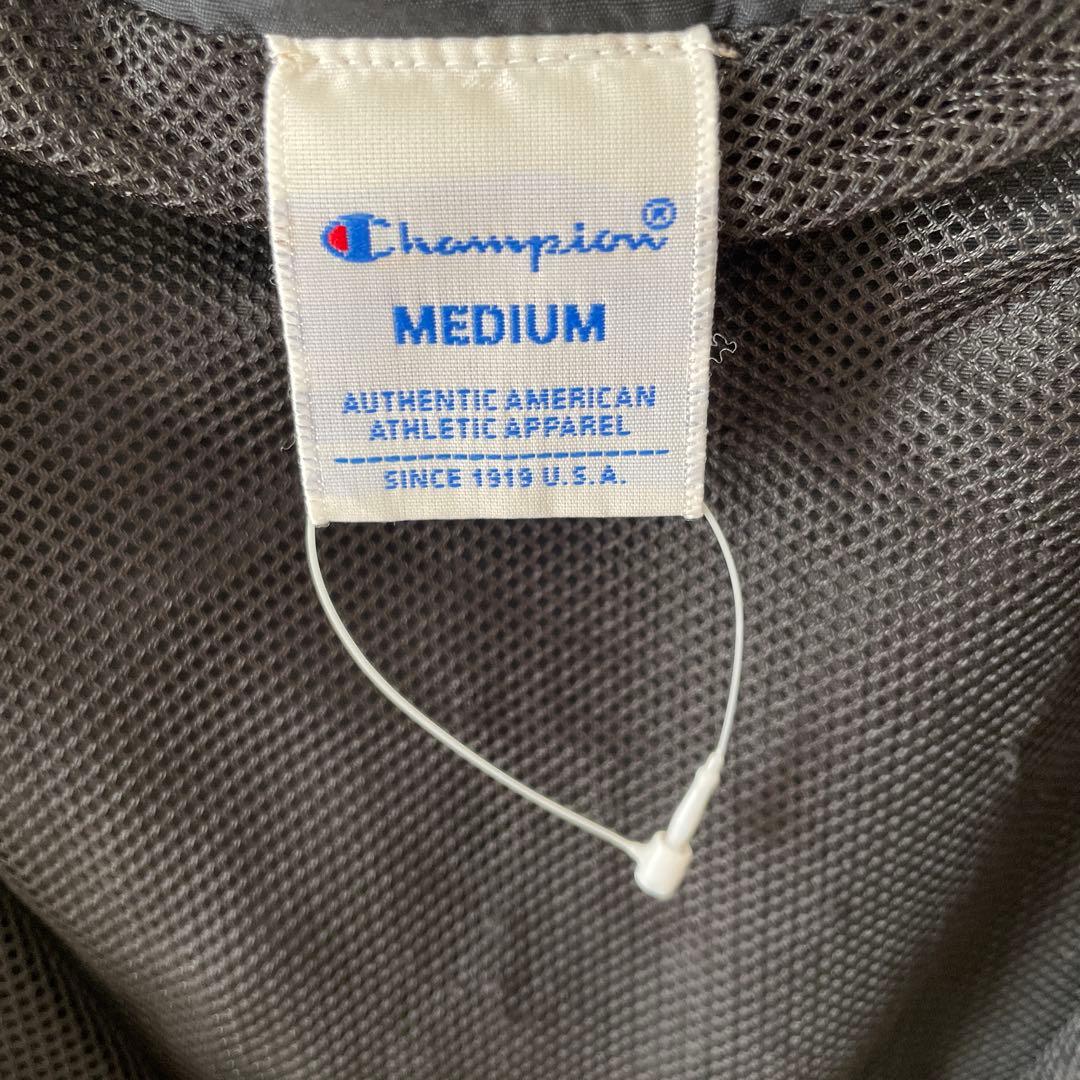 Champion®
MEDIUM
AUTHENTIC AMERICAN
ATHLETIC APPAREL
SINCE 1919 U.S.A.